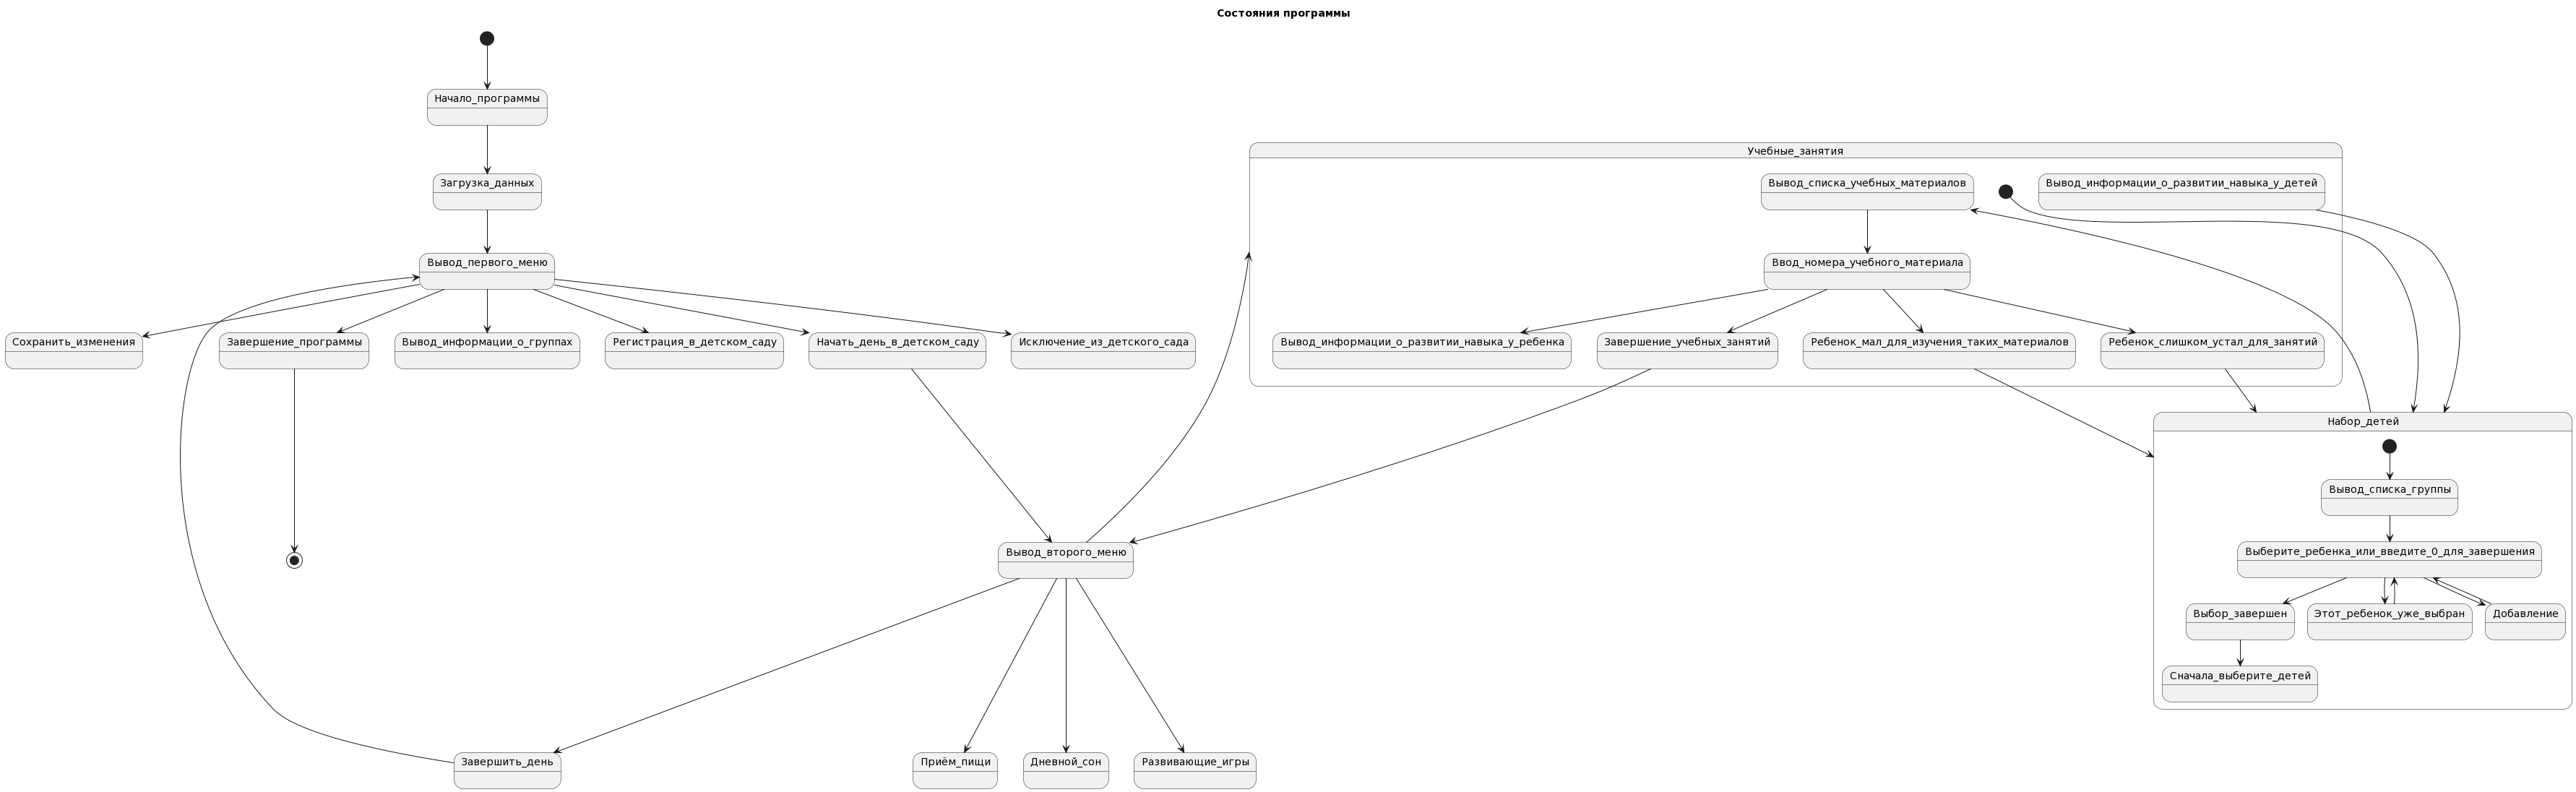 Состояния программы
Начало_программы
Загрузка_данных
Вывод_первого_меню
Сохранить_изменения
Завершение_программы
Вывод_информации_о_группах
Регистрация_в_детском_саду
Начать_день_в_детском_саду
Исключение_из_детского_сада
Учебные_занятия
Вывод_списка_учебных_материалов
Вывод_информации_о_развитии_навыка_у_детей
Ввод_номера_учебного_материала
Вывод_информации_о_развитии_навыка_у_ребенка
Завершение_учебных_занятий
Ребенок_мал_для_изучения_таких_материалов
Ребенок_слишком_устал_для_занятий
Набор_детей
Вывод_списка_группы
Выберите_ребенка_или_введите_0_для_завершения
Выбор_завершен
Этот_ребенок_уже_выбран
Добавление
Сначала_выберите_детей
Вывод_второго_меню
Завершить_день
Приём_пищи
Дневной_сон
Развивающие_игры